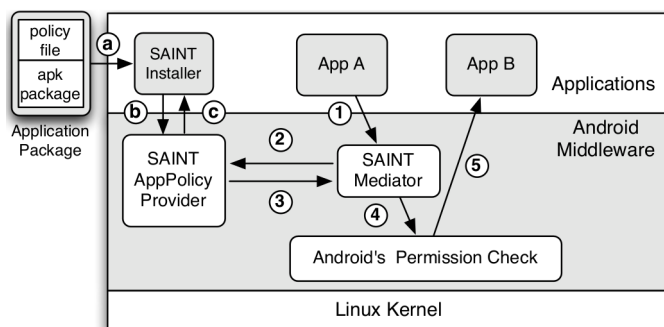 policy
file
apk
package
Application
Package
a
SAINT
Installer
App A
App B
Applications
b
c
1
Android
Middleware
SAINT
AppPolicy
Provider
2
3
SAINT
Mediator
5
4
Android's Permission Check
Linux Kernel